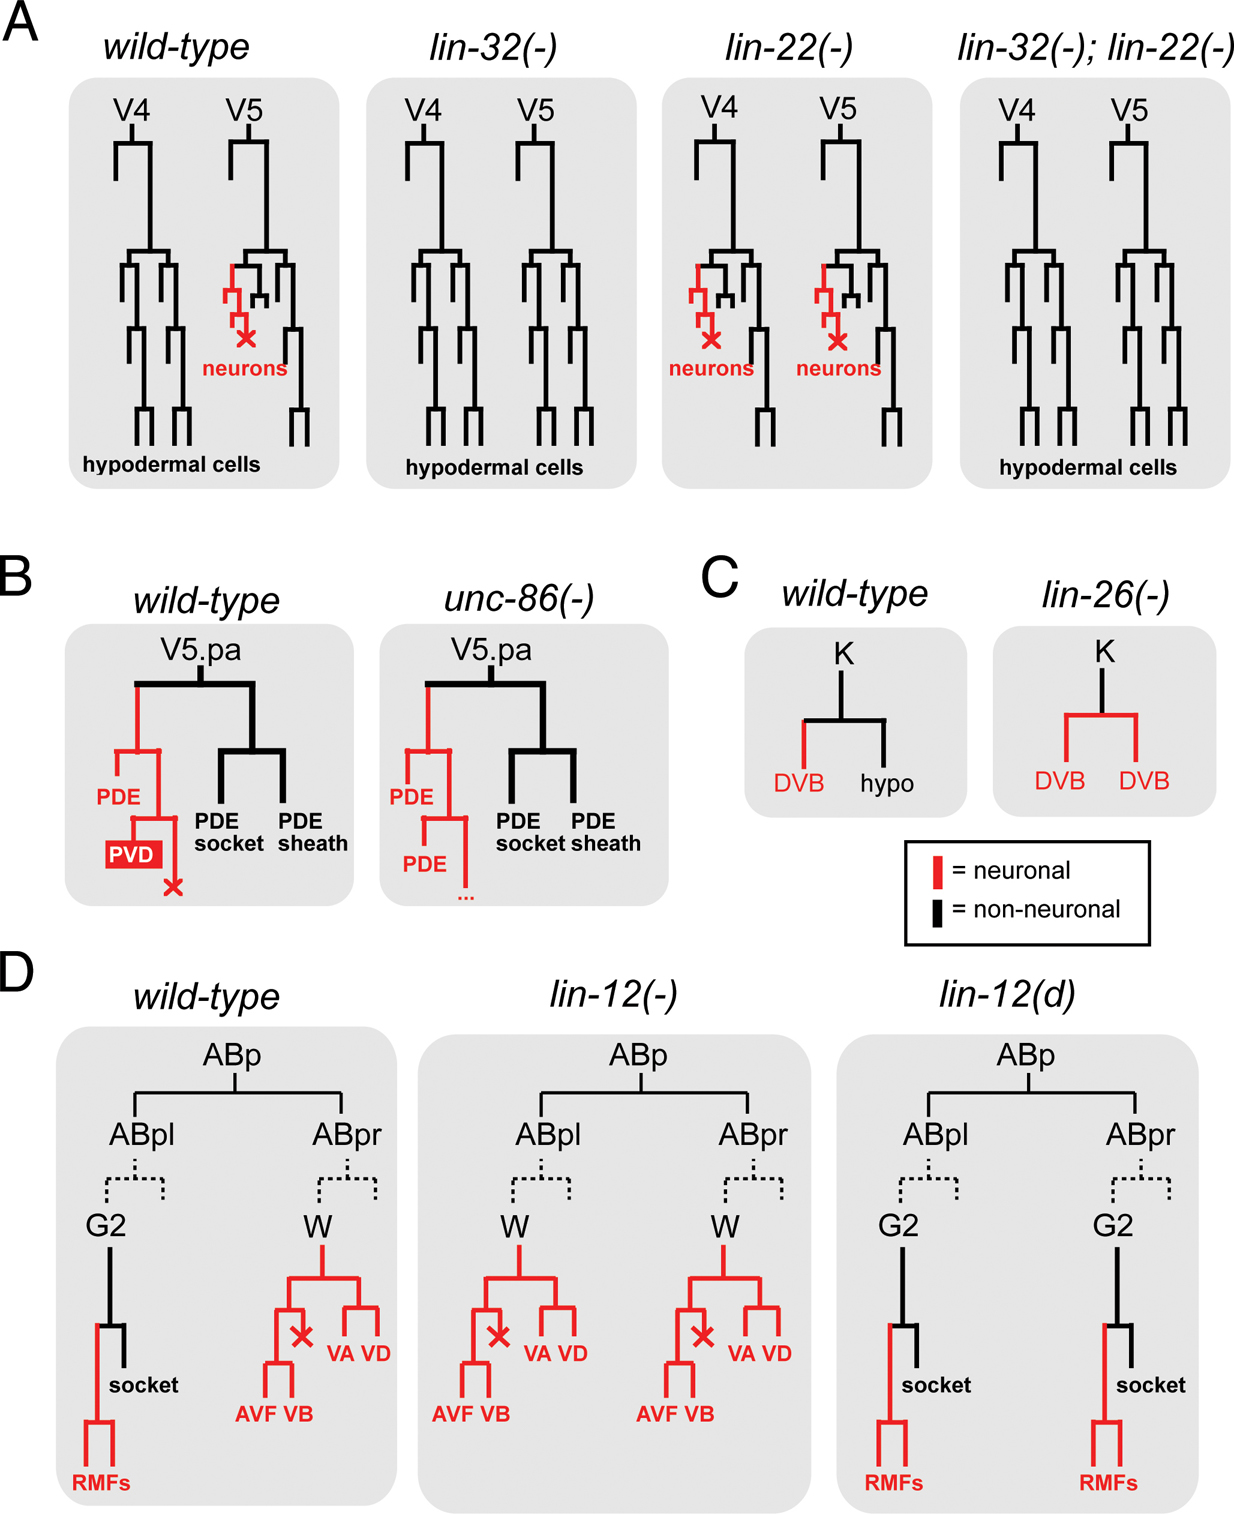 A
wild-type
lin-32(-)
lin-22(-)
lin-32(-); lin-22(-)
V4 V5
V4 V5
V4 V5
V4 V5
neurons
neurons neurons
hypodermal cells
hypodermal cells
hypodermal cells
B
wild-type
unc-86(-)
V5.pa
PDE
PVD
PDE socket
PDE sheath
V5.pa
PDE
PDE
...
PDE socket
PDE sheath
C
wild-type
lin-26(-)
K
DVB hypo
K
DVB DVB
= neuronal
= non-neuronal
D
wild-type
lin-12(-)
lin-12(d)
ABp
ABpl ABpr
G2 W
socket
VA VD
AVF VB
RMFs
ABp
ABpl ABpr
W W
VA VD VA VD
AVF VB AVF VB
ABp
ABpl ABpr
G2 G2
socket socket
RMFs RMFs